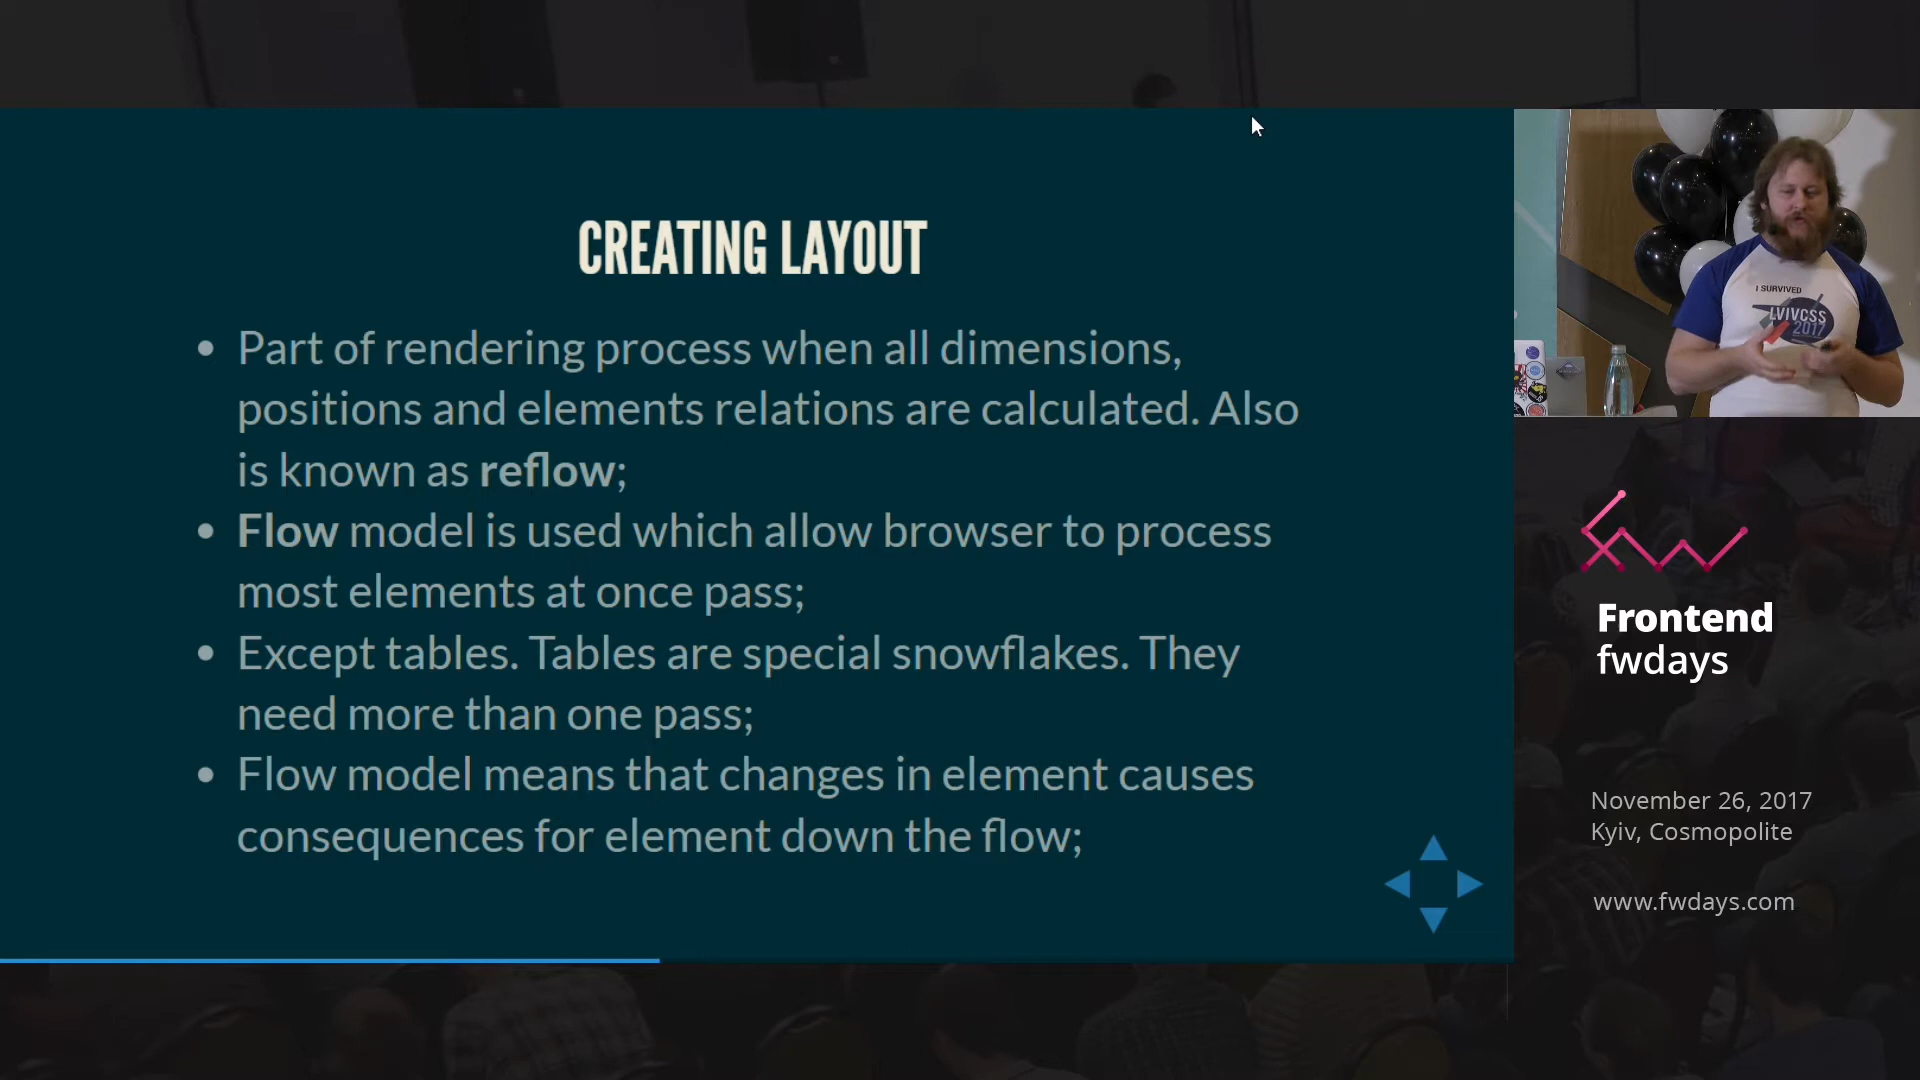 CREATING LAYOUT
Part of rendering process when all dimensions,
positions and elements relations are calculated. Also
is known as reflow;
Flow model is used which allow browser to process
most elements at once pass;
Except tables. Tables are special snowflakes. They
need more than one pass;
Flow model means that changes in element causes
consequences for element down the flow;
I SURVIVED
LVIVCSS
2017
Frontend
fwdays
November 26, 2017
Kyiv, Cosmopolite
www.fwdays.com